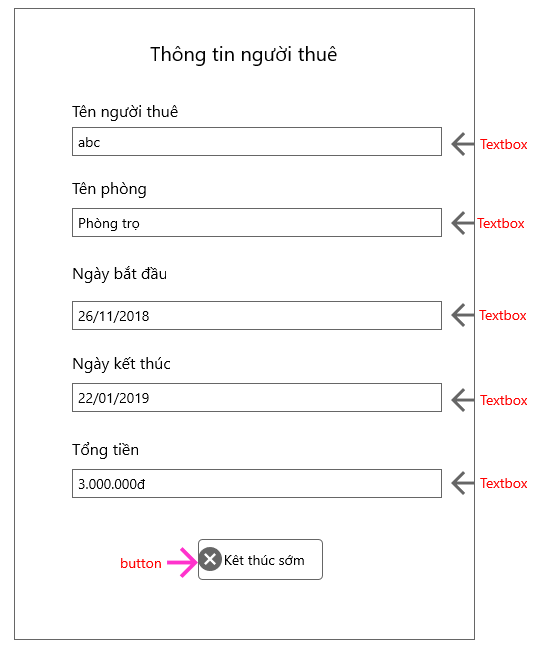 Thông tin người thuê
Tên người thuê
abc
Textbox
Tên phòng
Phòng trọ
Textbox
Ngày bắt đầu
26/11/2018
Textbox
Ngày kết thúc
22/01/2019
Textbox
Tổng tiền
3.000.000đ
Textbox
button
Kêt thúc sớm